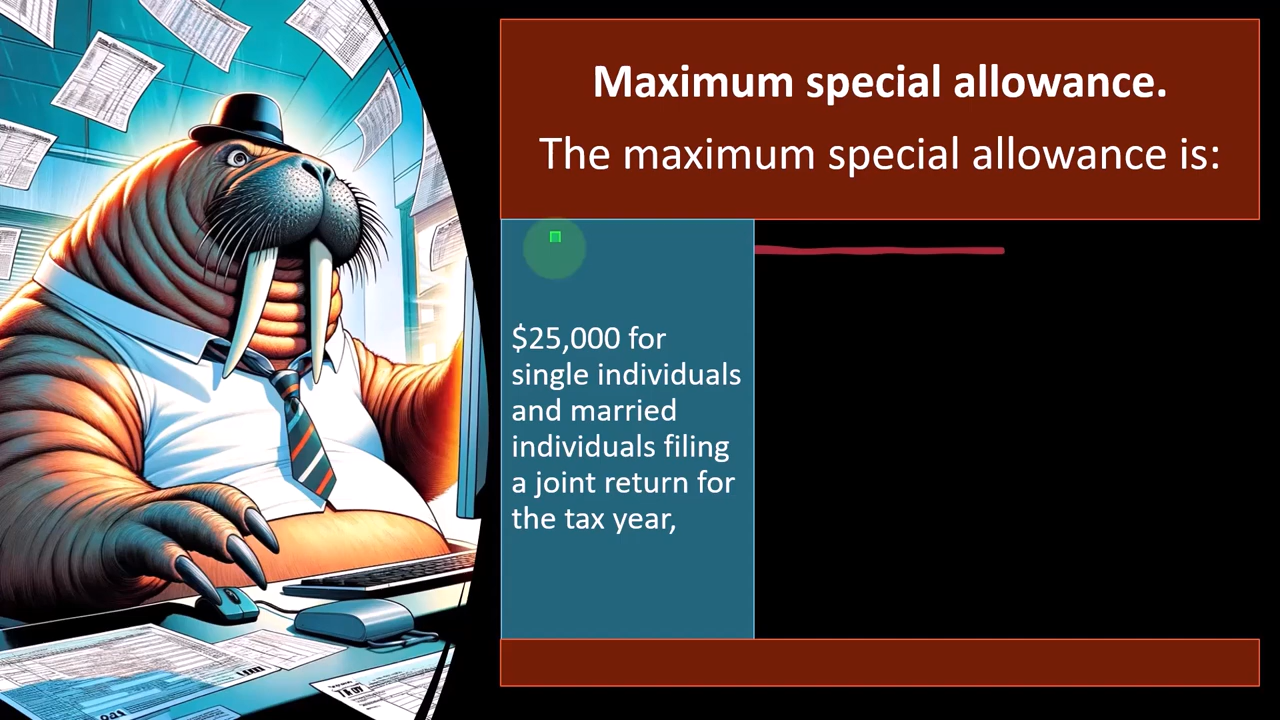 Maximum special allowance.
The maximum special allowance is:
$25,000 for
single individuals
and married
individuals filing
a joint return for
the tax year,